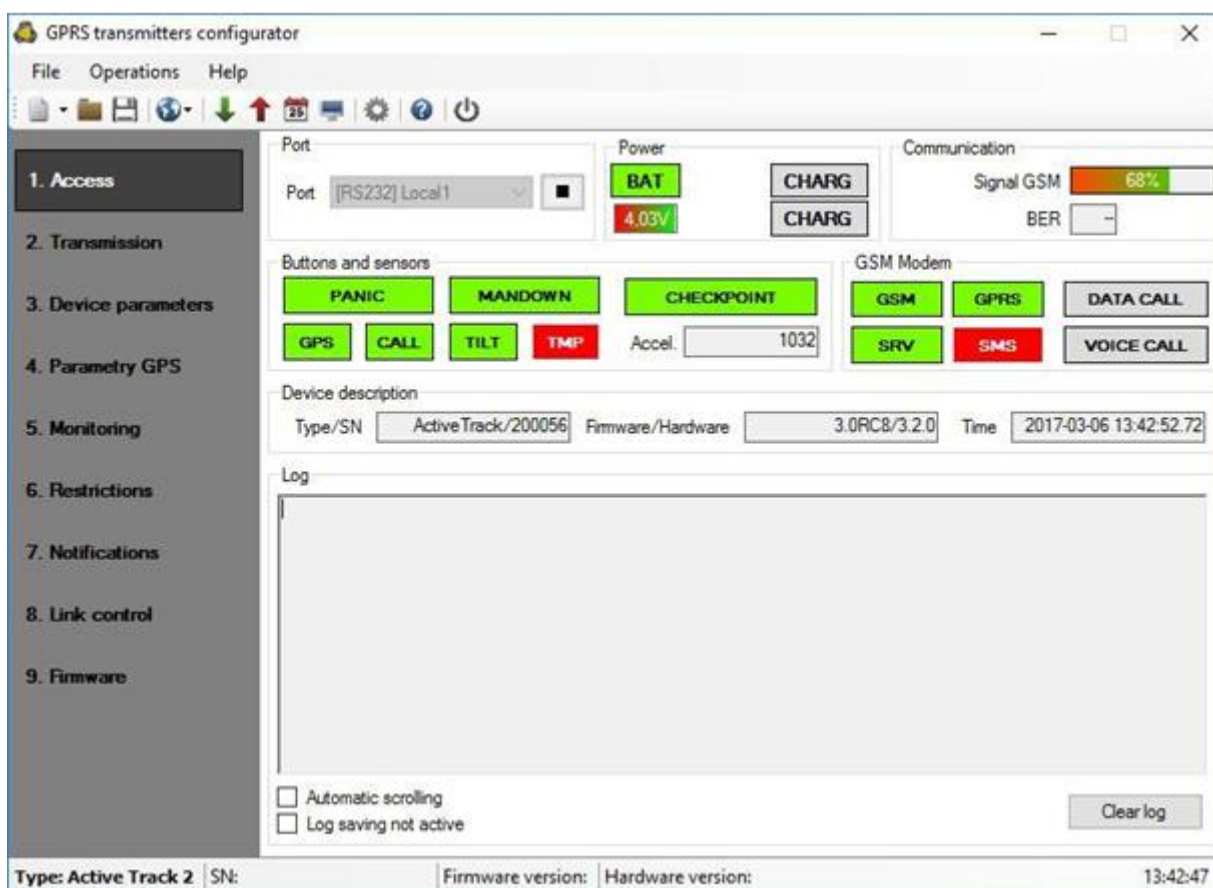 GPRS transmitters configurator
File Operations Help
1. Access
2. Transmission
3. Device parameters
4. Parametry GPS
5. Monitoring
6. Restrictions
7. Notifications
8. Link control
9. Firmware
Port
Port [RS232] Local1
Power
BAT CHARG
4.03V CHARG
Communication
Signal GSM 68%
BER -
Buttons and sensors
PANIC MANDOWN CHECKPOINT
GPS CALL TILT TMP Accel. 1032
GSM Modem
GSM GPRS DATA CALL
SRV SMS VOICE CALL
Device description
Type/SN ActiveTrack/200056 Firmware/Hardware 3.0RC8/3.2.0 Time 2017-03-06 13:42:52.72
Log
Automatic scrolling
Log saving not active
Clear log
Type: Active Track 2 SN: Firmware version: Hardware version: 13:42:47